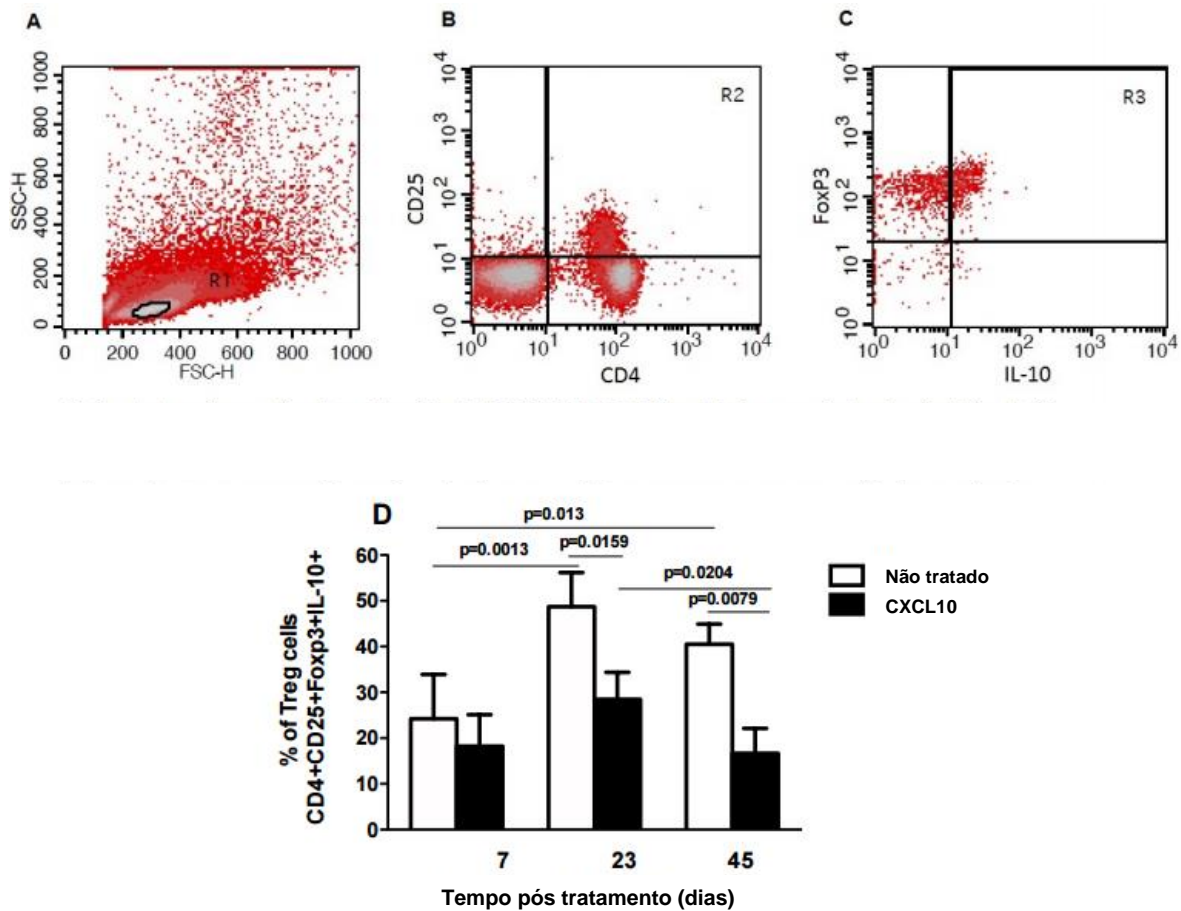 A
1000
800
600
400
200
0
SSC-H
R1
0 200 400 600 800 1000
FSC-H
B
10^4
10^3
10^2
10^1
10^0
CD25
R2
10^0 10^1 10^2 10^3 10^4
CD4
C
10^4
10^3
10^2
10^1
10^0
FoxP3
R3
10^0 10^1 10^2 10^3 10^4
IL-10
D
p=0.013
p=0.0013
p=0.0159
p=0.0204
p=0.0079
60
50
40
30
20
10
0
% of Treg cells
CD4+CD25+Foxp3+IL-10+
7 23 45
Tempo pós tratamento (dias)
Não tratado
CXCL10